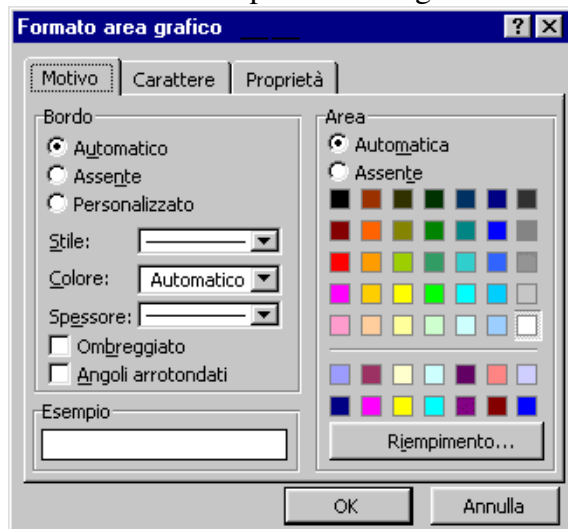 Formato area grafico
Motivo Carattere Proprietà
Bordo
Automatico
Assente
Personalizzato
Stile:
Colore: Automatico
Spessore:
Ombreggiato
Angoli arrotondati
Esempio
Area
Automatica
Assente
Riempimento...
OK Annulla